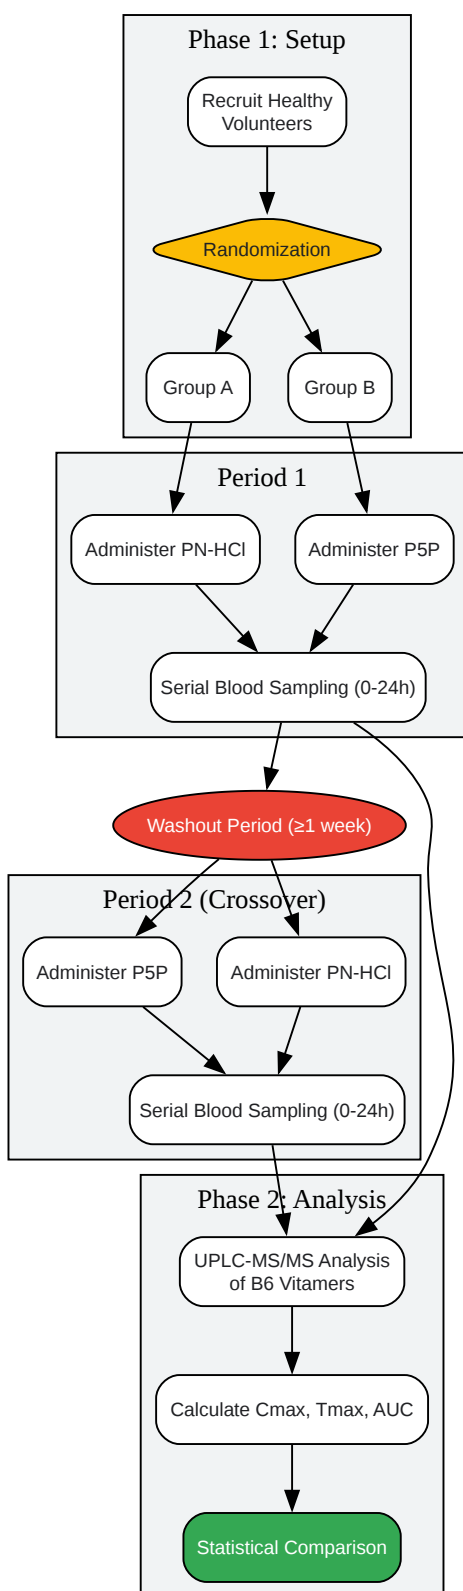 Phase 1: Setup
Recruit Healthy
Volunteers
Randomization
Group A
Group B
Period 1
Administer PN-HCl
Administer P5P
Serial Blood Sampling (0-24h)
Washout Period (≥1 week)
Period 2 (Crossover)
Administer P5P
Administer PN-HCl
Serial Blood Sampling (0-24h)
Phase 2: Analysis
UPLC-MS/MS Analysis
of B6 Vitamers
Calculate Cmax, Tmax, AUC
Statistical Comparison